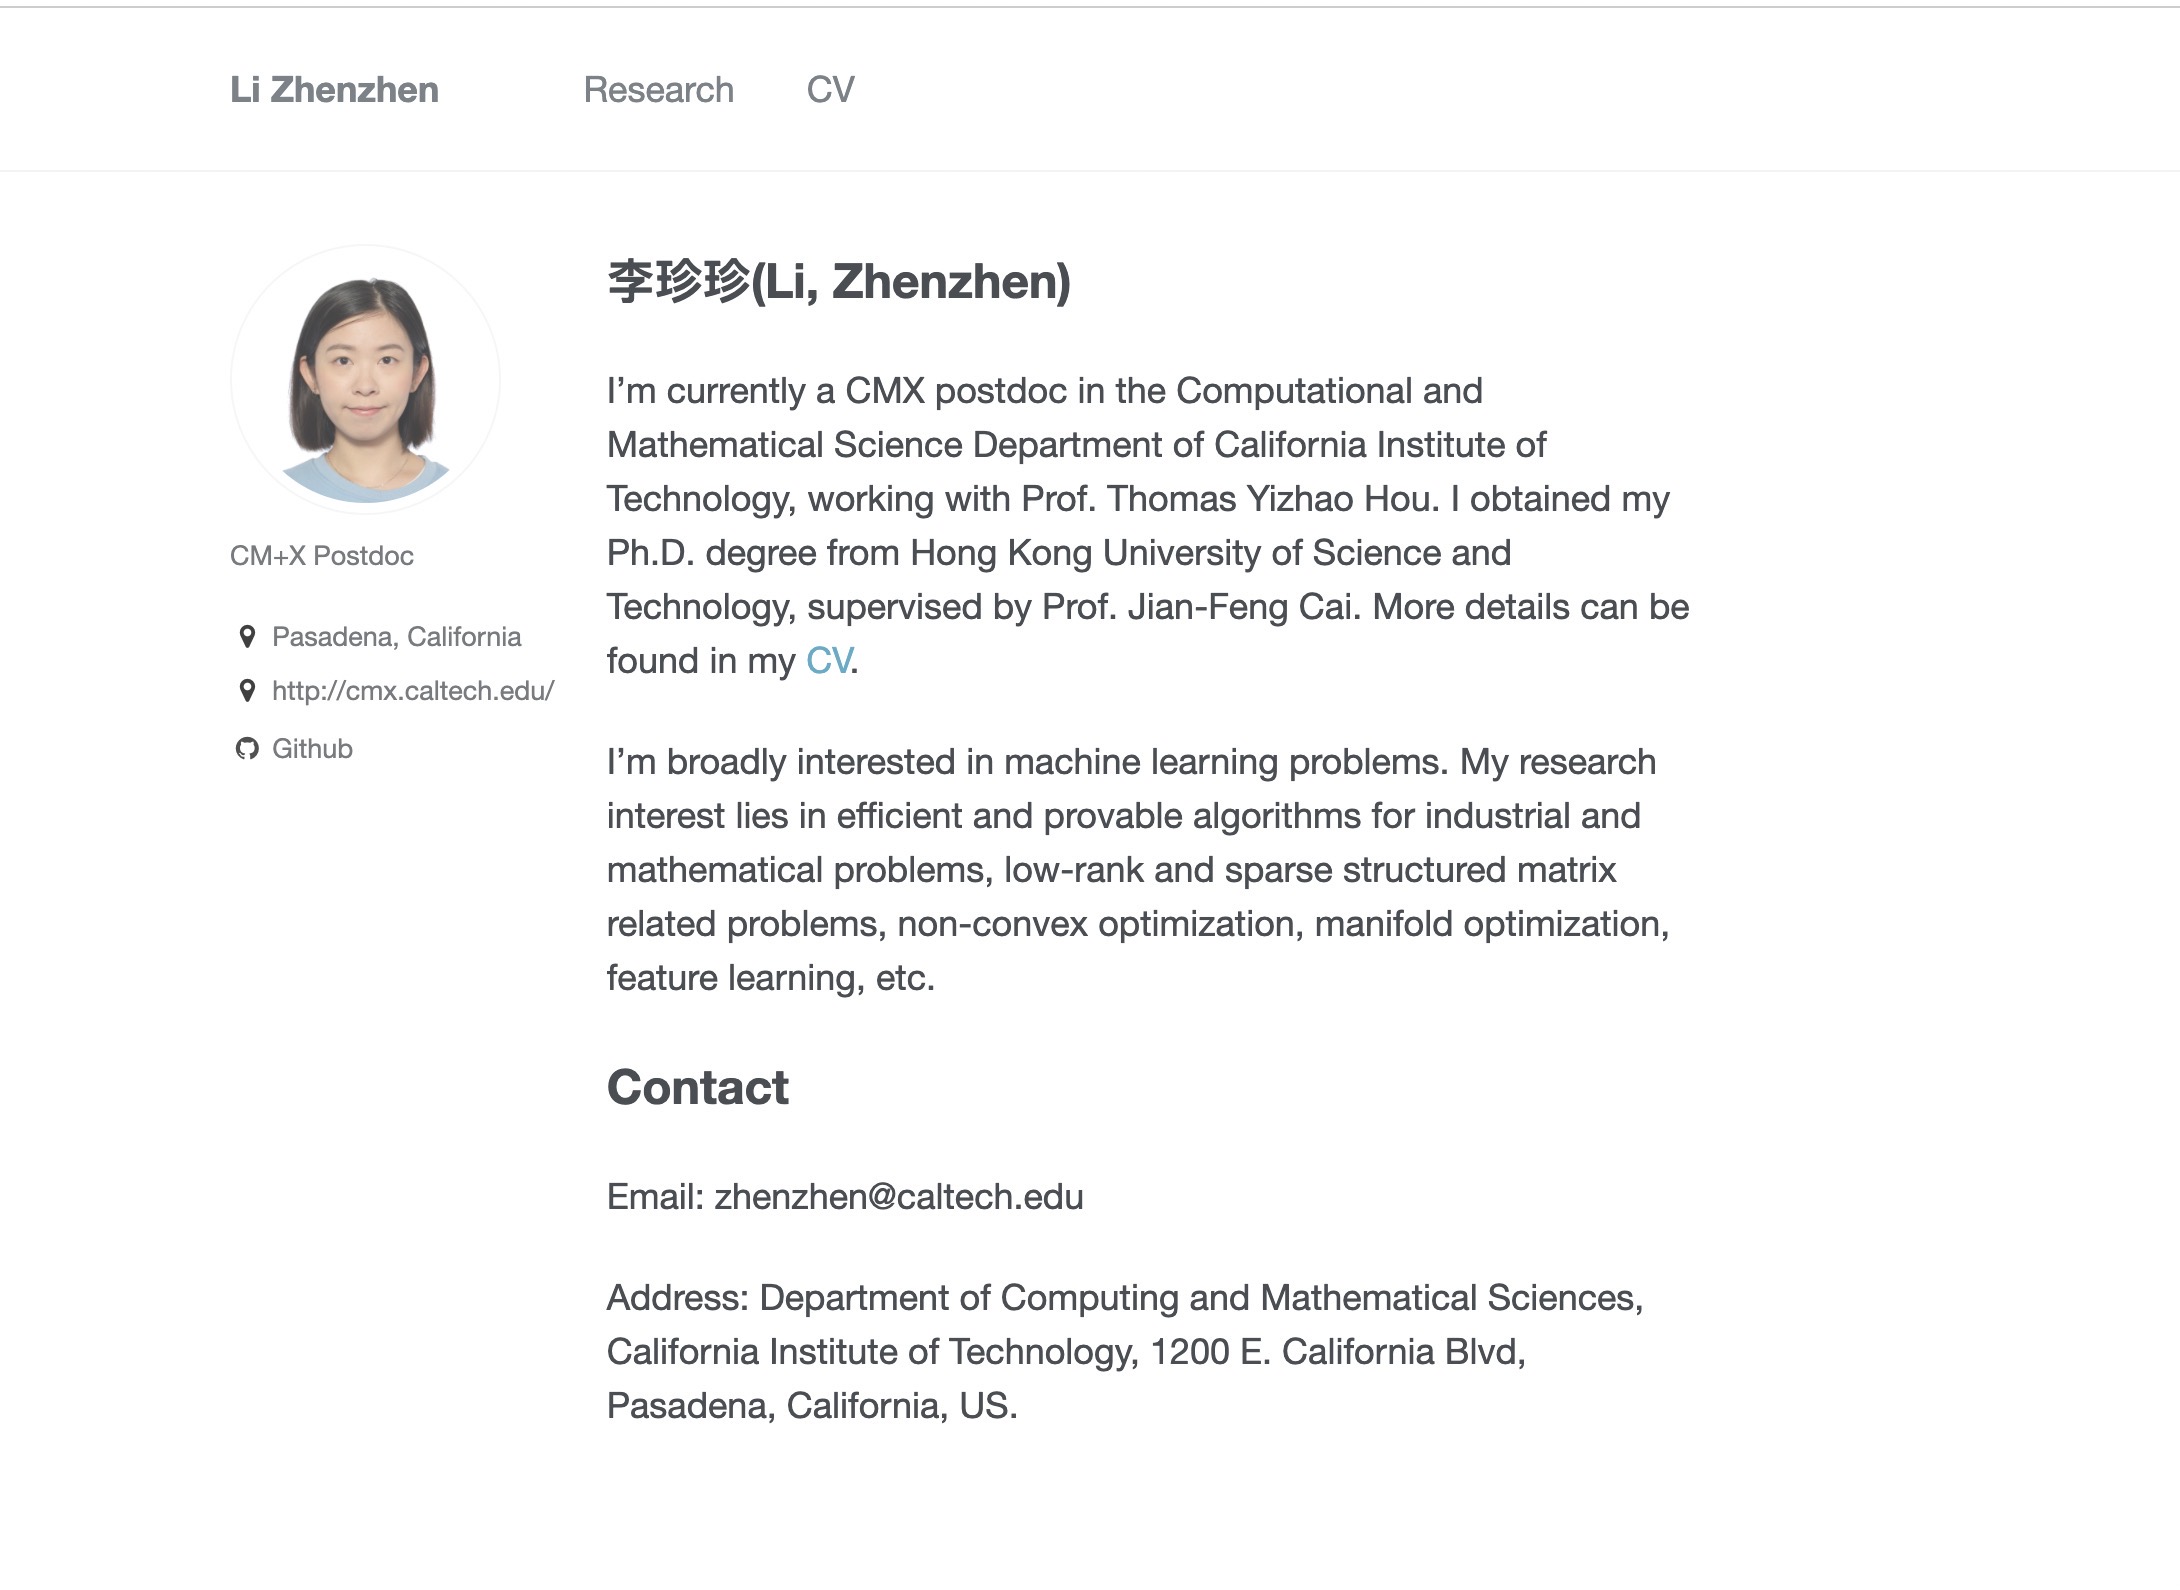 Li Zhenzhen Research CV
李珍珍(Li, Zhenzhen)
I’m currently a CMX postdoc in the Computational and
Mathematical Science Department of California Institute of
Technology, working with Prof. Thomas Yizhao Hou. I obtained my
Ph.D. degree from Hong Kong University of Science and
Technology, supervised by Prof. Jian-Feng Cai. More details can be
found in my CV.
I’m broadly interested in machine learning problems. My research
interest lies in efficient and provable algorithms for industrial and
mathematical problems, low-rank and sparse structured matrix
related problems, non-convex optimization, manifold optimization,
feature learning, etc.
Contact
Email: zhenzhen@caltech.edu
Address: Department of Computing and Mathematical Sciences,
California Institute of Technology, 1200 E. California Blvd,
Pasadena, California, US.
CM+X Postdoc
Pasadena, California
http://cmx.caltech.edu/
Github